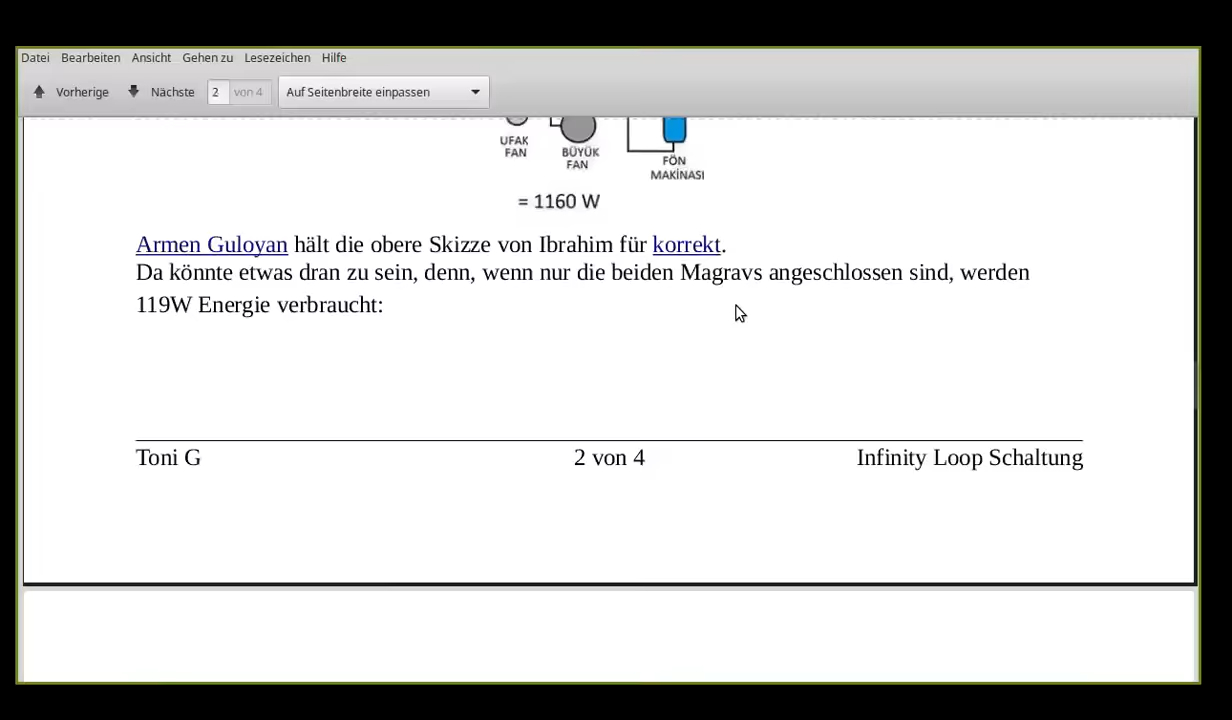 Datei Bearbeiten Ansicht Gehen zu Lesezeichen Hilfe
Vorherige Nächste 2 von 4 Auf Seitenbreite einpassen
UFAK
FAN
BÜYÜK
FAN
FÖN
MAKİNASI
= 1160 W
Armen Guloyan hält die obere Skizze von Ibrahim für korrekt.
Da könnte etwas dran zu sein, denn, wenn nur die beiden Magravs angeschlossen sind, werden
119W Energie verbraucht:
Toni G 2 von 4 Infinity Loop Schaltung